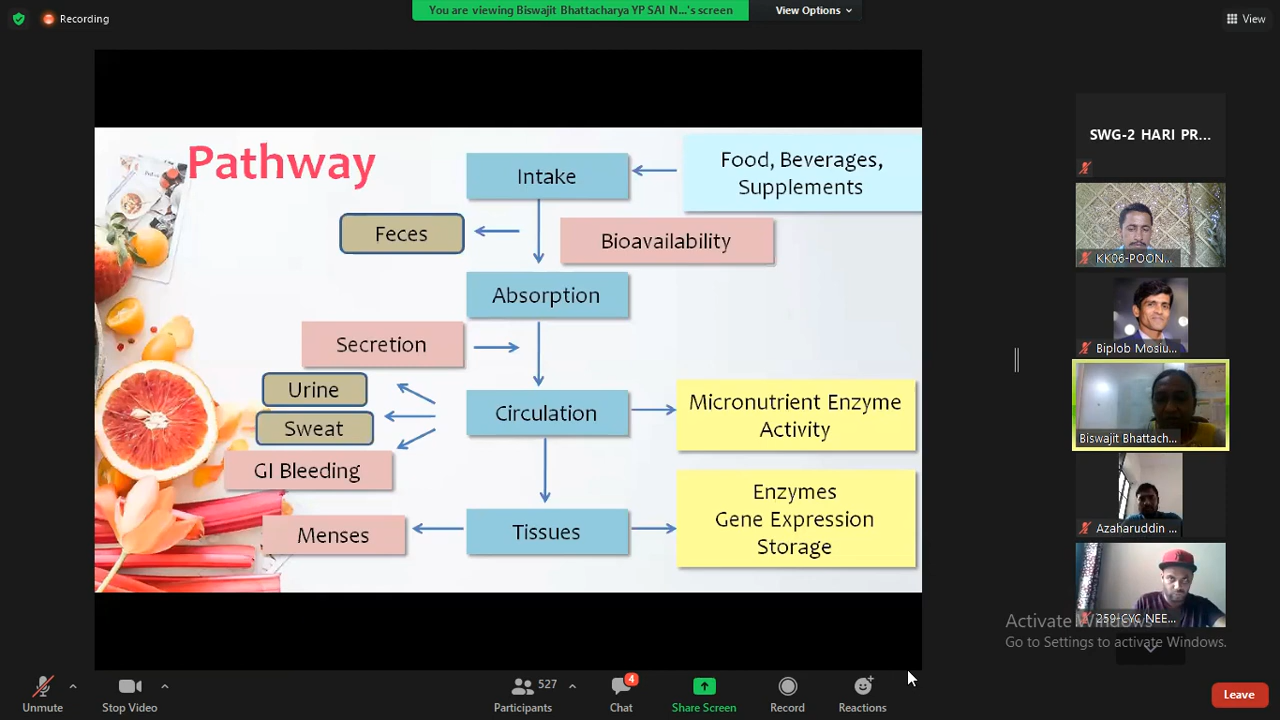 Recording
You are viewing Biswajit Bhattacharya YP SAI N...'s screen
View Options
View
Pathway
Intake
Food, Beverages,
Supplements
Feces
Bioavailability
Absorption
Secretion
Urine
Sweat
GI Bleeding
Circulation
Micronutrient Enzyme
Activity
Menses
Tissues
Enzymes
Gene Expression
Storage
SWG-2 HARI PR...
KK06-POON...
Biplob Mosiu...
Biswajit Bhattach...
Azaharuddin ...
259-CYC NEE...
Activate Windows
Go to Settings to activate Windows.
Unmute
Stop Video
527
Participants
4
Chat
Share Screen
Record
Reactions
Leave